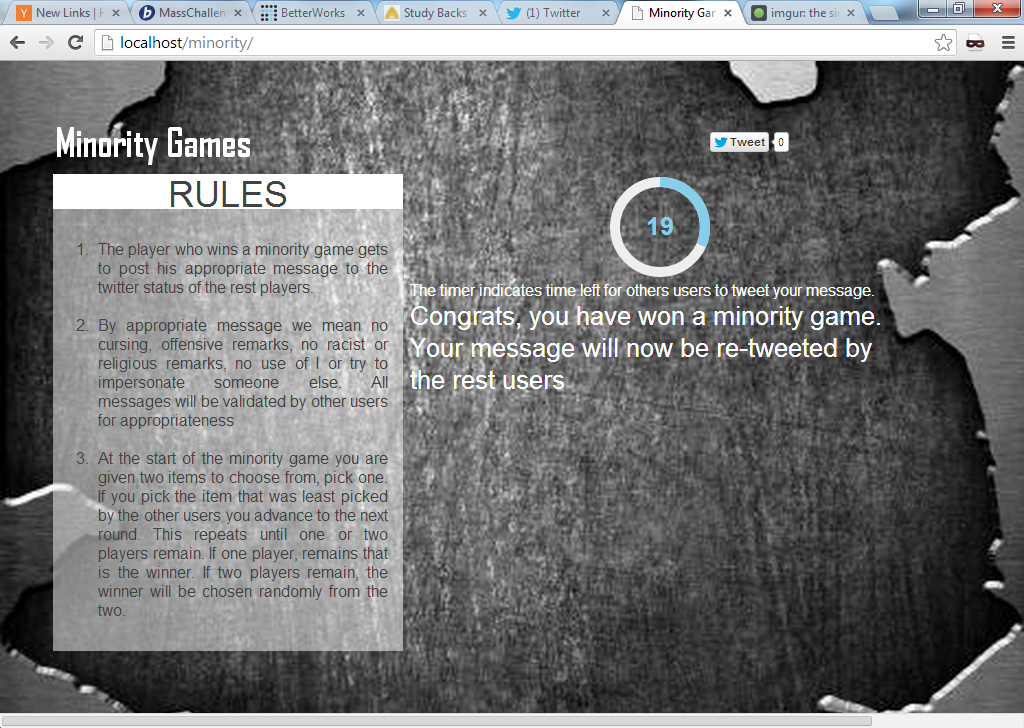 New Links | H
MassChallen
BetterWorks
Study Backs
(1) Twitter
Minority Gar
imgur: the si
localhost/minority/
Minority Games
Tweet 0
RULES
19
1. The player who wins a minority game gets
to post his appropriate message to the
twitter status of the rest players.
2. By appropriate message we mean no
cursing, offensive remarks, no racist or
religious remarks, no use of I or try to
impersonate someone else. All
messages will be validated by other users
for appropriateness
3. At the start of the minority game you are
given two items to choose from, pick one.
If you pick the item that was least picked
by the other users you advance to the next
round. This repeats until one or two
players remain. If one player, remains that
is the winner. If two players remain, the
winner will be chosen randomly from the
two.
The timer indicates time left for others users to tweet your message.
Congrats, you have won a minority game.
Your message will now be re-tweeted by
the rest users